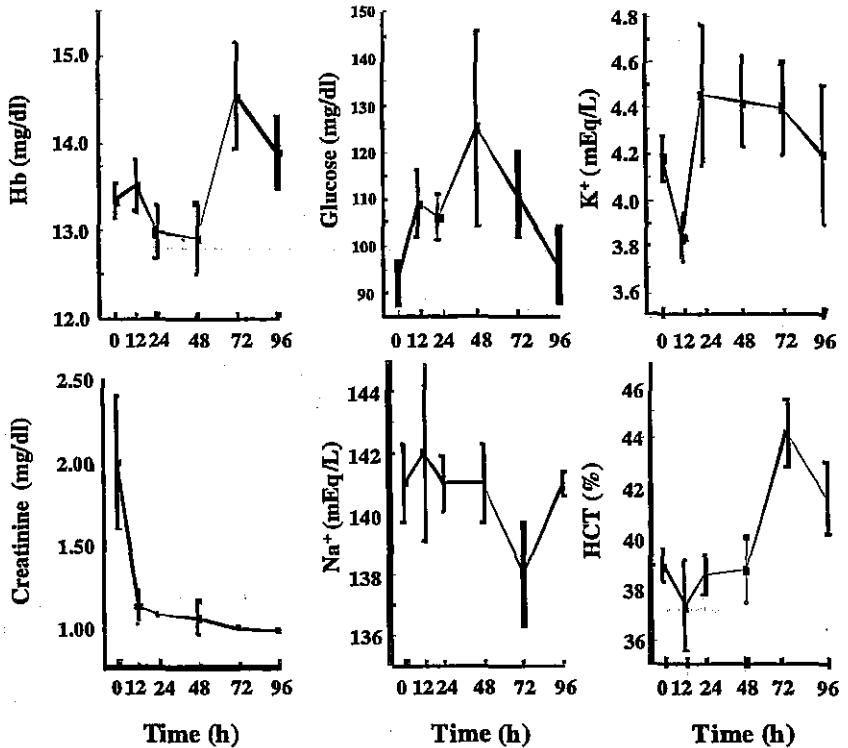 Hb (mg/dl)
15.0
14.0
13.0
12.0
0 12 24 48 72 96
Glucose (mg/dl)
150
140
130
120
110
100
90
0 12 24 48 72 96
K⁺ (mEq/L)
4.8
4.4
4.2
4.0
3.8
3.6
0 12 24 48 72 96
Creatinine (mg/dl)
2.50
2.00
1.50
1.00
0 12 24 48 72 96
Time (h)
Na⁺ (mEq/L)
144
142
140
138
136
0 12 24 48 72 96
Time (h)
HCT (%)
46
44
42
39
38
36
0 12 24 48 72 96
Time (h)